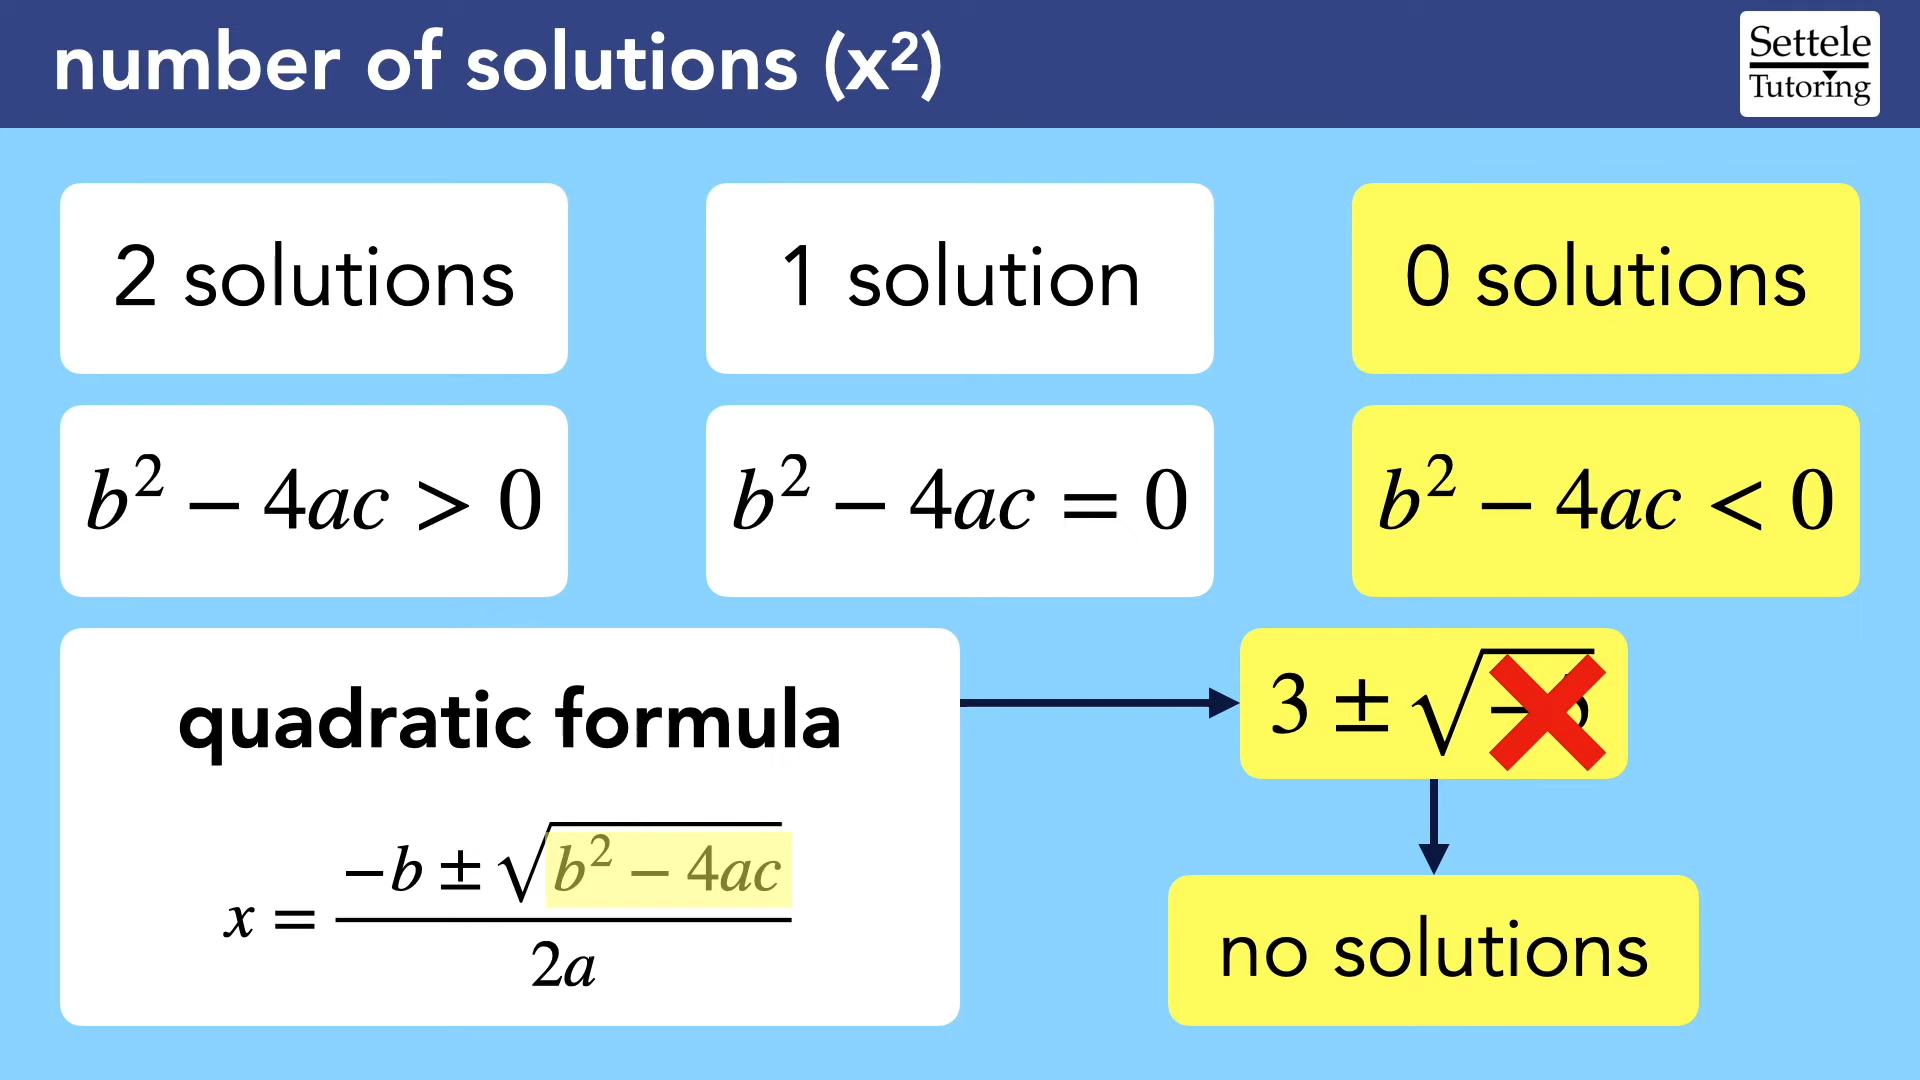 number of solutions (x²)
Settele
Tutoring
2 solutions
1 solution
0 solutions
b² − 4ac > 0
b² − 4ac = 0
b² − 4ac < 0
quadratic formula
x = (−b ± √(b² − 4ac)) / 2a
3 ± √−
no solutions